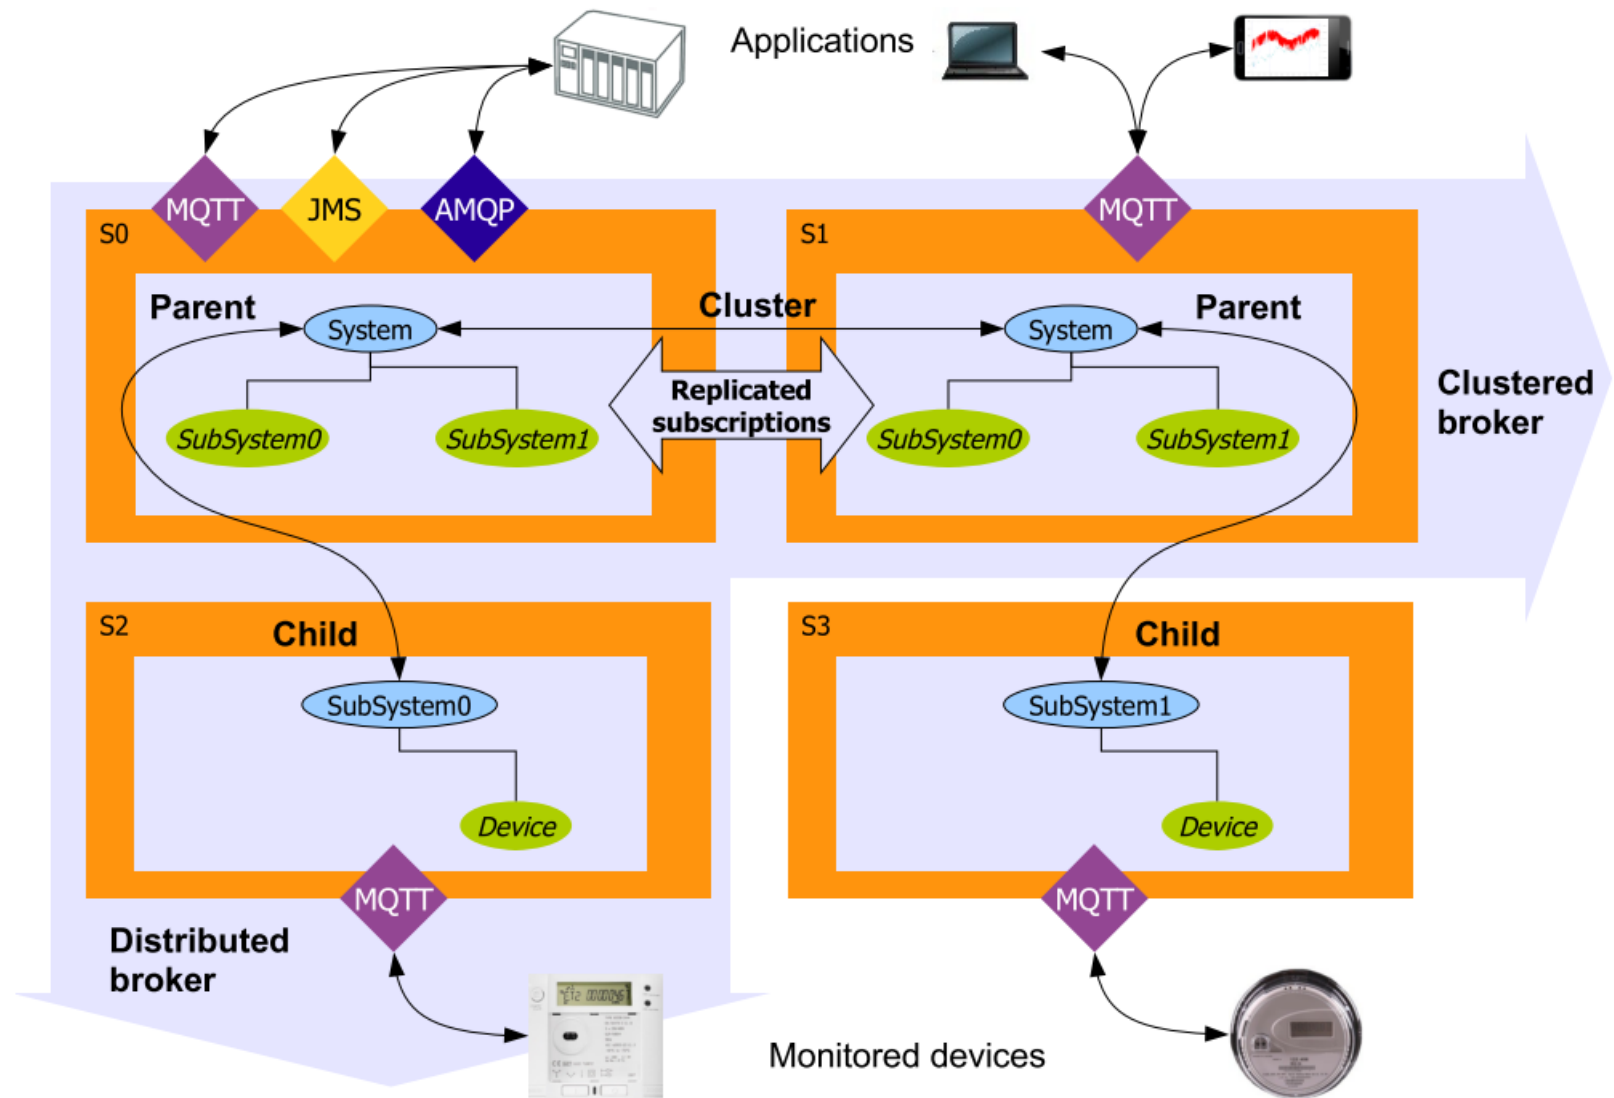 Applications
MQTT
JMS
AMQP
MQTT
S0
S1
Parent
Cluster
Parent
System
System
Replicated
subscriptions
SubSystem0
SubSystem1
SubSystem0
SubSystem1
Clustered
broker
S2
Child
S3
Child
SubSystem0
SubSystem1
Device
Device
MQTT
MQTT
Distributed
broker
Monitored devices